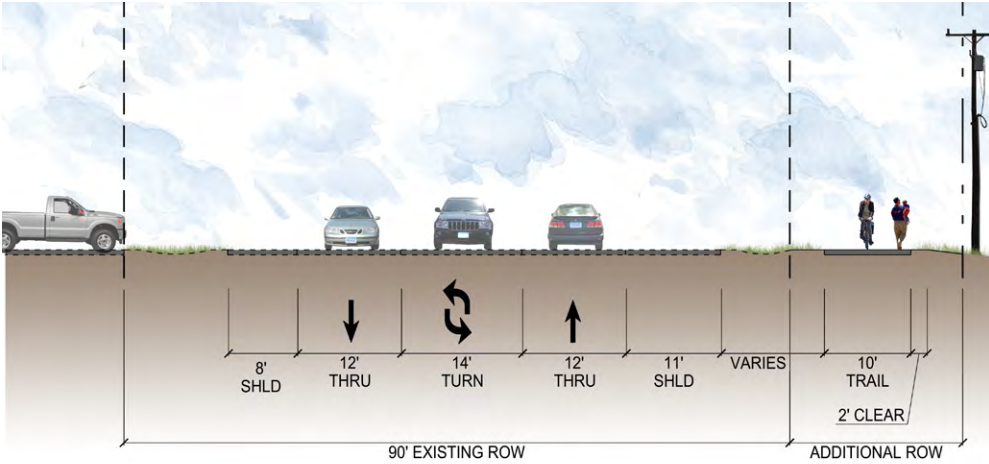 8'
SHLD
12'
THRU
14'
TURN
12'
THRU
11'
SHLD
VARIES
10'
TRAIL
2' CLEAR
90' EXISTING ROW
ADDITIONAL ROW